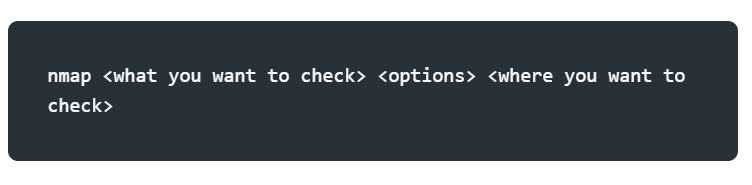 nmap <what you want to check> <options> <where you want to
check>